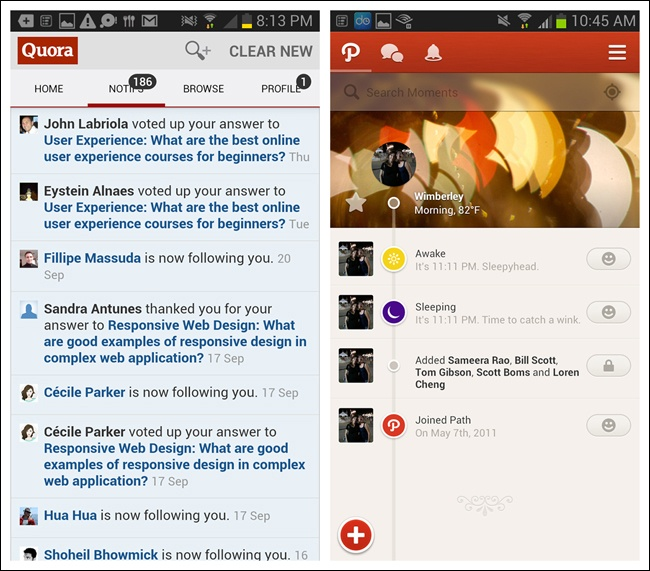 8:13 PM
Quora
CLEAR NEW
HOME
NOTIFS
186
BROWSE
PROFILE
1
John Labriola voted up your answer to
User Experience: What are the best online
user experience courses for beginners? Thu
Eystein Alnaes voted up your answer to
User Experience: What are the best online
user experience courses for beginners? Tue
Fillipe Massuda is now following you. 20
Sep
Sandra Antunes thanked you for your
answer to Responsive Web Design: What
are good examples of responsive design in
complex web application? 17 Sep
Cécile Parker is now following you. 17 Sep
Cécile Parker voted up your answer to
Responsive Web Design: What are good
examples of responsive design in complex
web application? 17 Sep
Hua Hua is now following you. 17 Sep
Shoheil Bhowmick is now following you. 16
10:45 AM
Search Moments
Wimberley
Morning, 82°F
Awake
It's 11:11 PM. Sleepyhead.
Sleeping
It's 11:11 PM. Time to catch a wink.
Added Sameera Rao, Bill Scott,
Tom Gibson, Scott Boms and Loren
Cheng
Joined Path
On May 7th, 2011